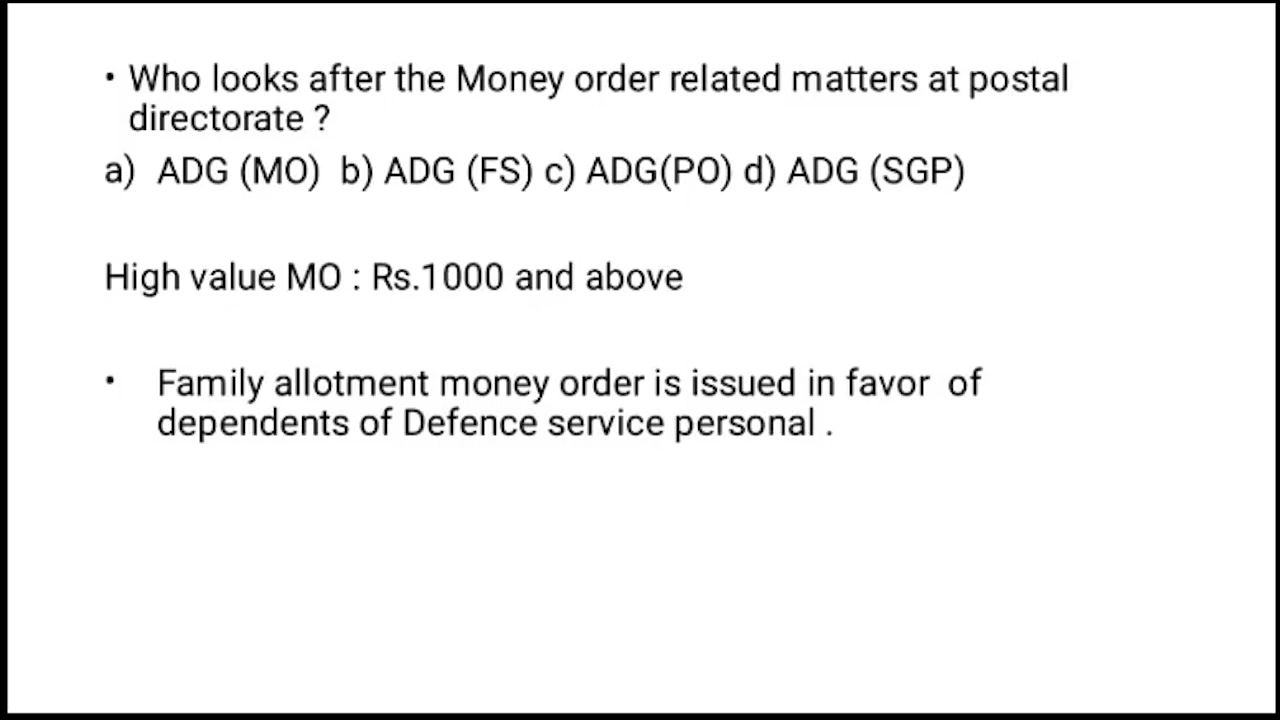 • Who looks after the Money order related matters at postal
directorate ?
a) ADG (MO) b) ADG (FS) c) ADG(PO) d) ADG (SGP)
High value MO : Rs.1000 and above
• Family allotment money order is issued in favor of
dependents of Defence service personal .